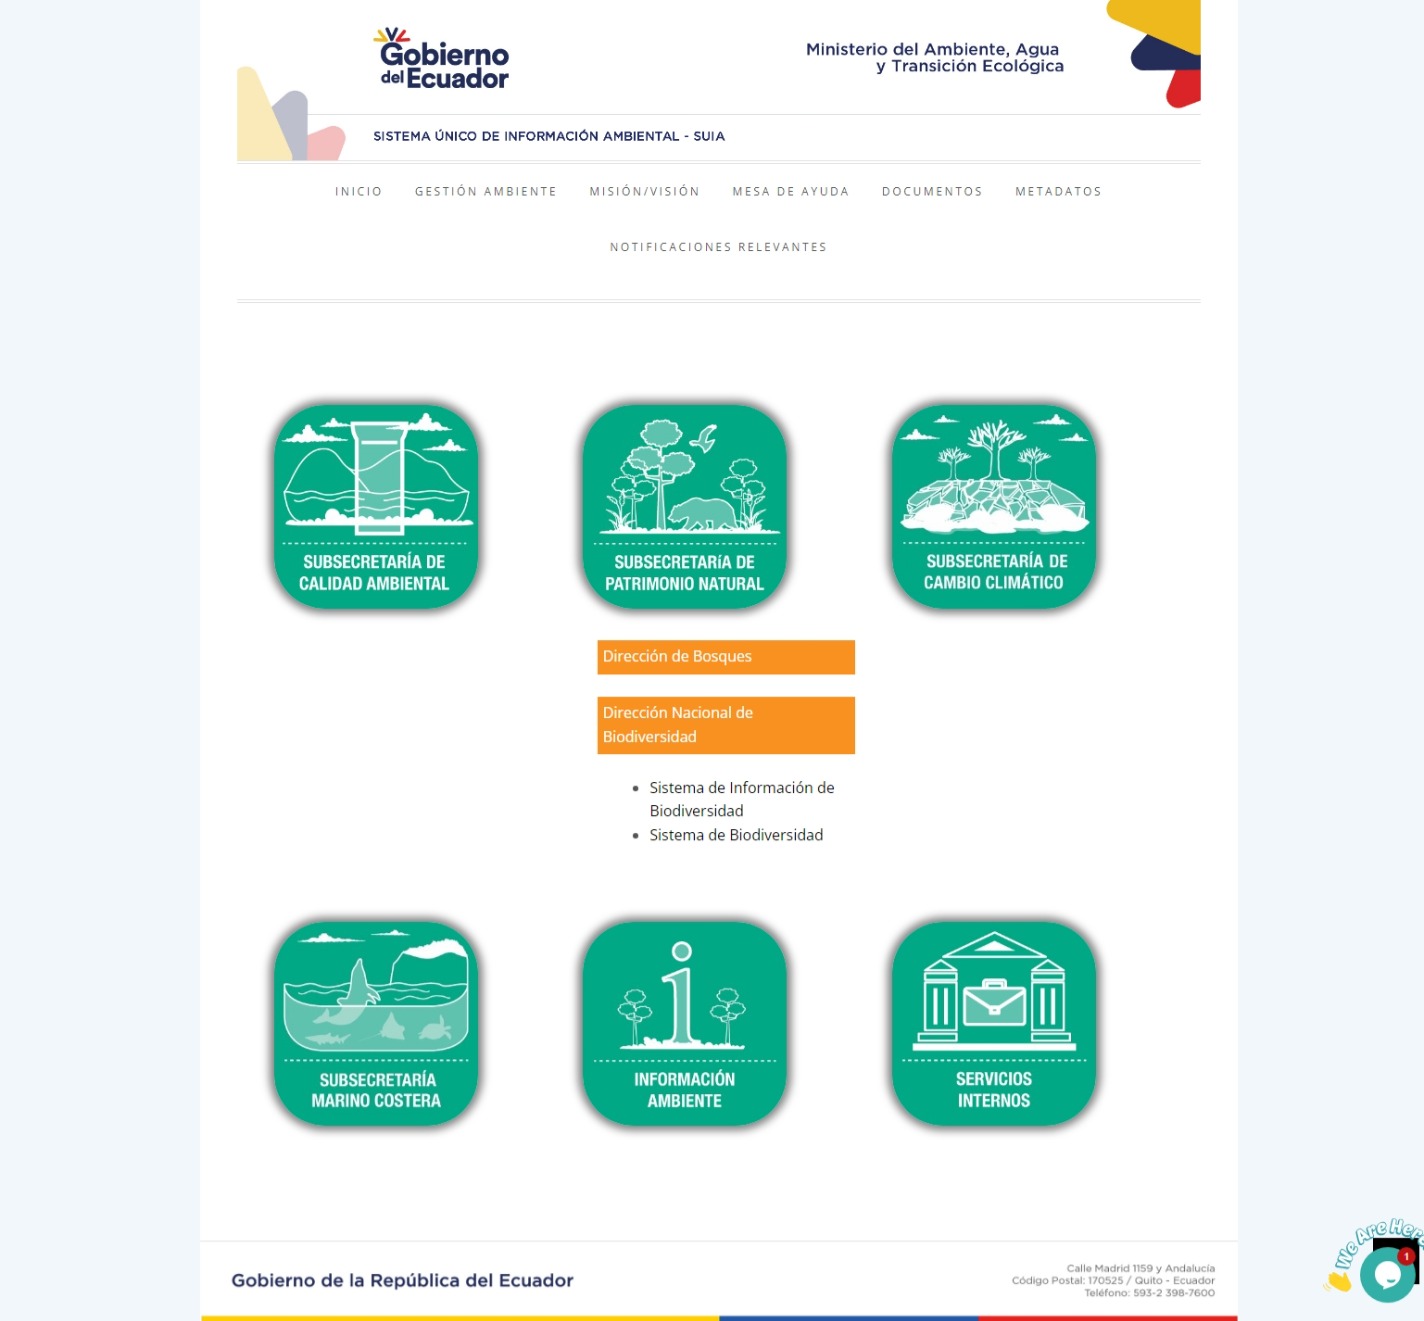 Gobierno
del Ecuador
Ministerio del Ambiente, Agua
y Transición Ecológica
SISTEMA ÚNICO DE INFORMACIÓN AMBIENTAL - SUIA
INICIO GESTIÓN AMBIENTE MISIÓN/VISIÓN MESA DE AYUDA DOCUMENTOS METADATOS
NOTIFICACIONES RELEVANTES
SUBSECRETARÍA DE
CALIDAD AMBIENTAL
SUBSECRETARíA DE
PATRIMONIO NATURAL
SUBSECRETARÍA DE
CAMBIO CLIMÁTICO
Dirección de Bosques
Dirección Nacional de
Biodiversidad
Sistema de Información de
Biodiversidad
Sistema de Biodiversidad
SUBSECRETARÍA
MARINO COSTERA
i
INFORMACIÓN
AMBIENTE
SERVICIOS
INTERNOS
Gobierno de la República del Ecuador
Calle Madrid 1159 y Andalucía
Código Postal: 170525 / Quito - Ecuador
Teléfono: 593-2 398-7600
We Are Here
1